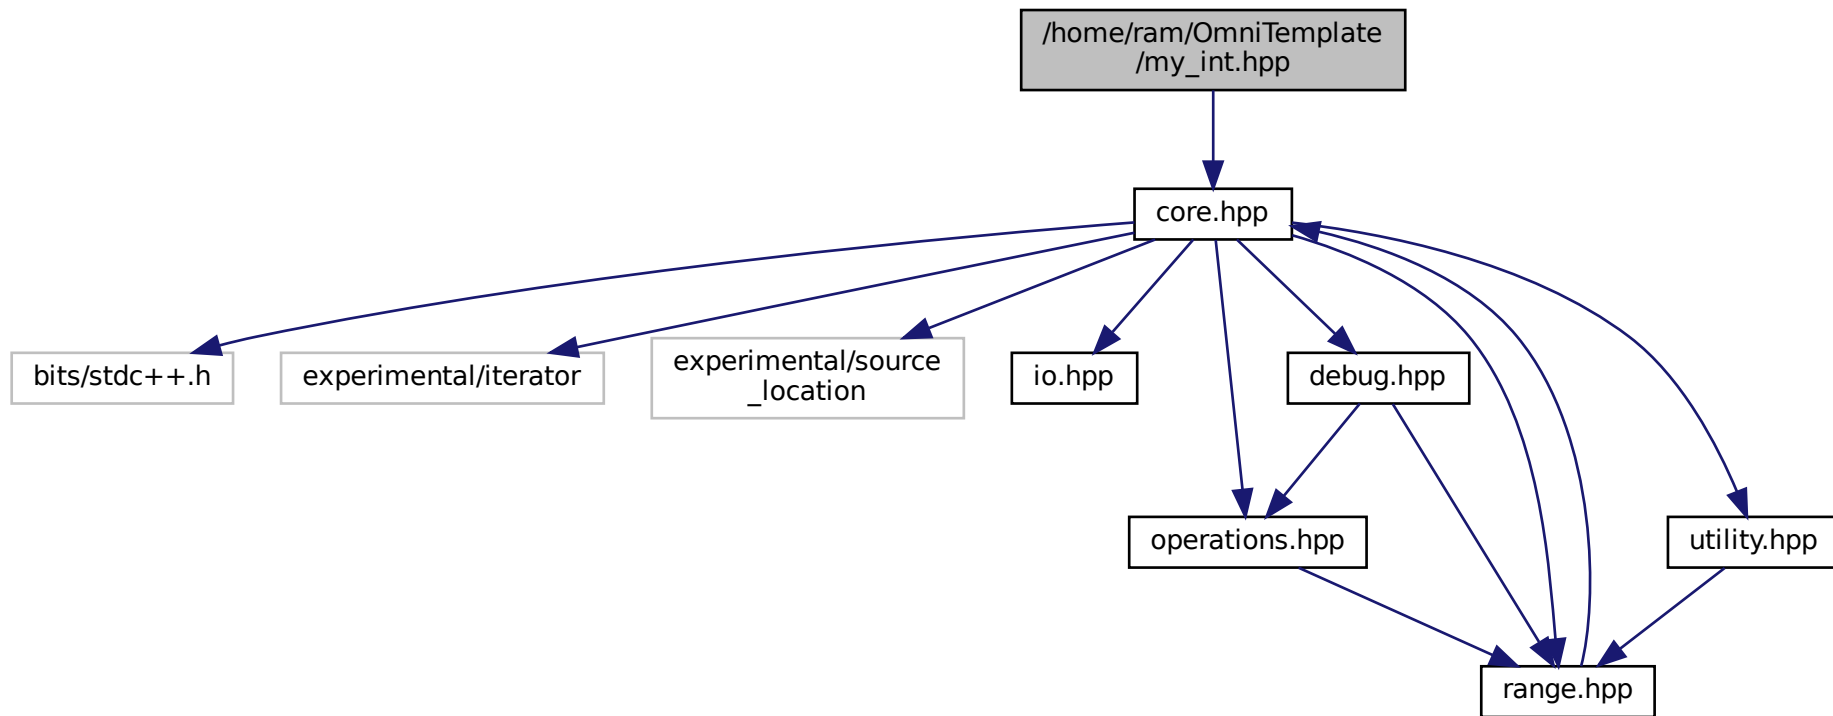 /home/ram/OmniTemplate
/my_int.hpp
core.hpp
bits/stdc++.h
experimental/iterator
experimental/source
_location
io.hpp
debug.hpp
operations.hpp
utility.hpp
range.hpp